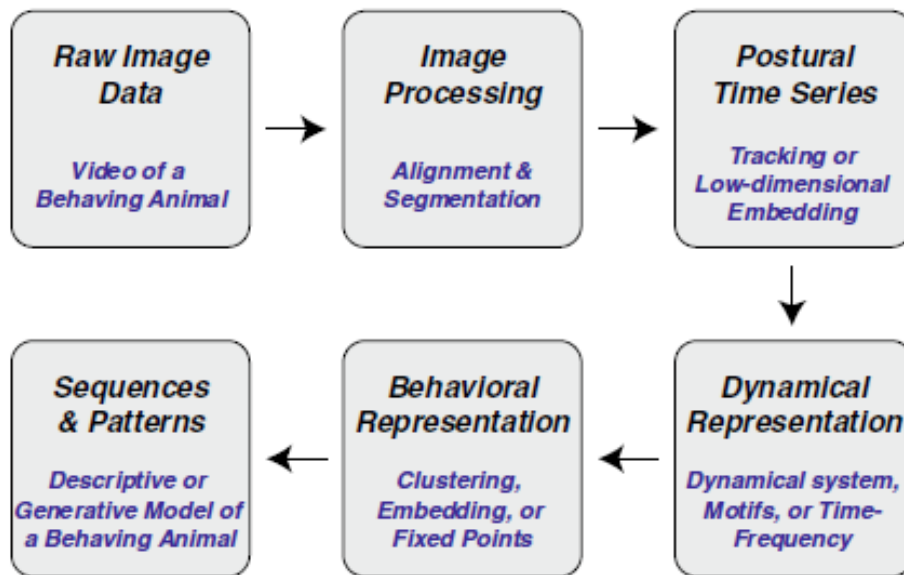 Raw Image
Data
Video of a
Behaving Animal
Image
Processing
Alignment &
Segmentation
Postural
Time Series
Tracking or
Low-dimensional
Embedding
Sequences
& Patterns
Descriptive or
Generative Model of
a Behaving Animal
Behavioral
Representation
Clustering,
Embedding, or
Fixed Points
Dynamical
Representation
Dynamical system,
Motifs, or Time-
Frequency